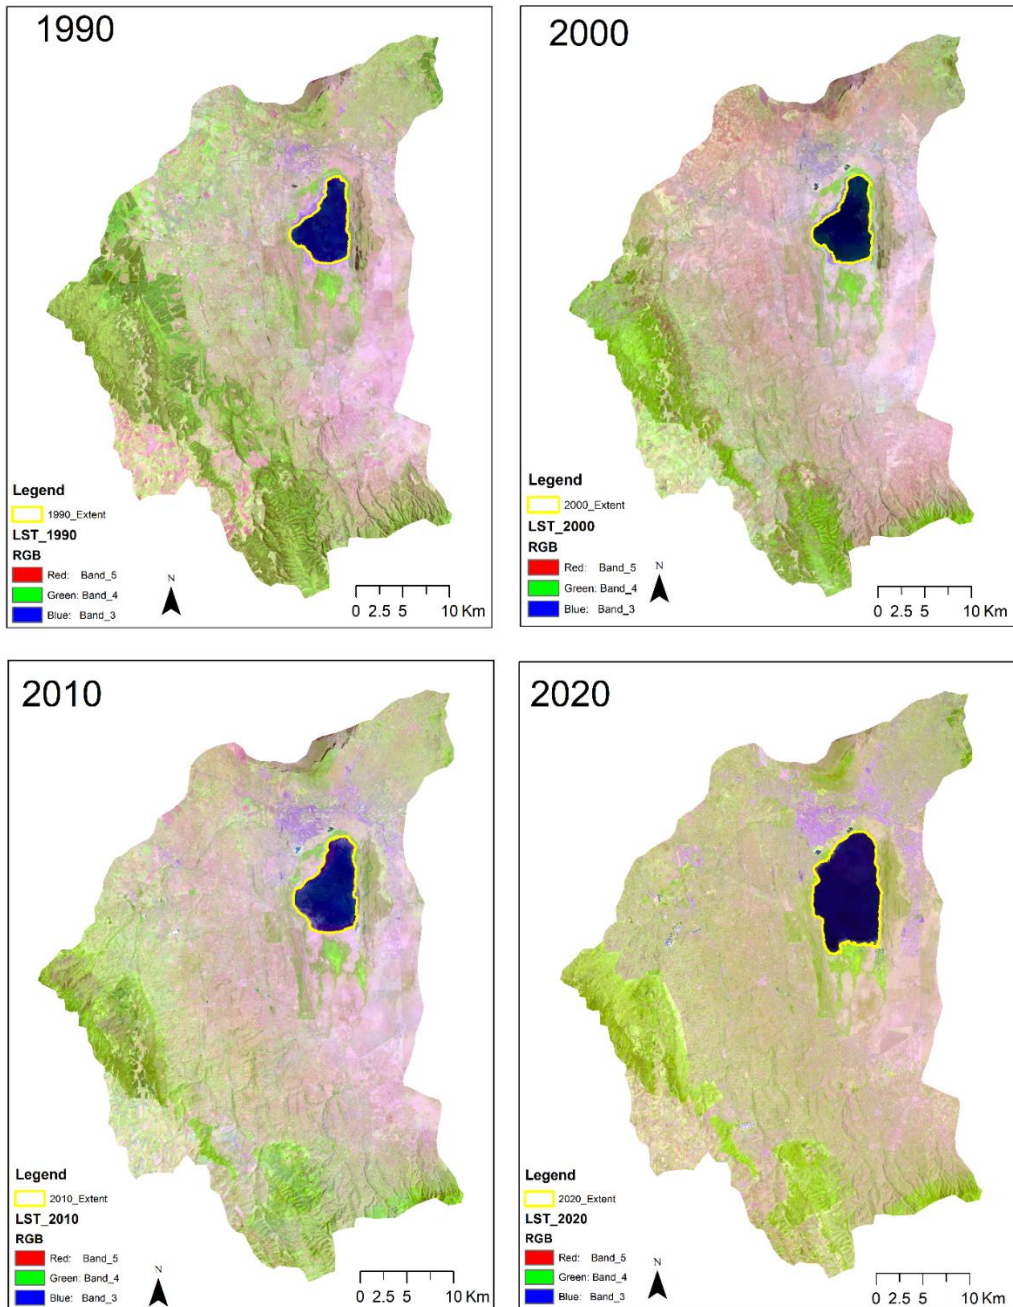 1990
Legend
1990_Extent
LST_1990
RGB
Red: Band_5
Green: Band_4
Blue: Band_3
N
0 2.5 5 10 Km
2000
Legend
2000_Extent
LST_2000
RGB
Red: Band_5
Green: Band_4
Blue: Band_3
N
0 2.5 5 10 Km
2010
Legend
2010_Extent
LST_2010
RGB
Red: Band_5
Green: Band_4
Blue: Band_3
N
0 2.5 5 10 Km
2020
Legend
2020_Extent
LST_2020
RGB
Red: Band_5
Green: Band_4
Blue: Band_3
N
0 2.5 5 10 Km